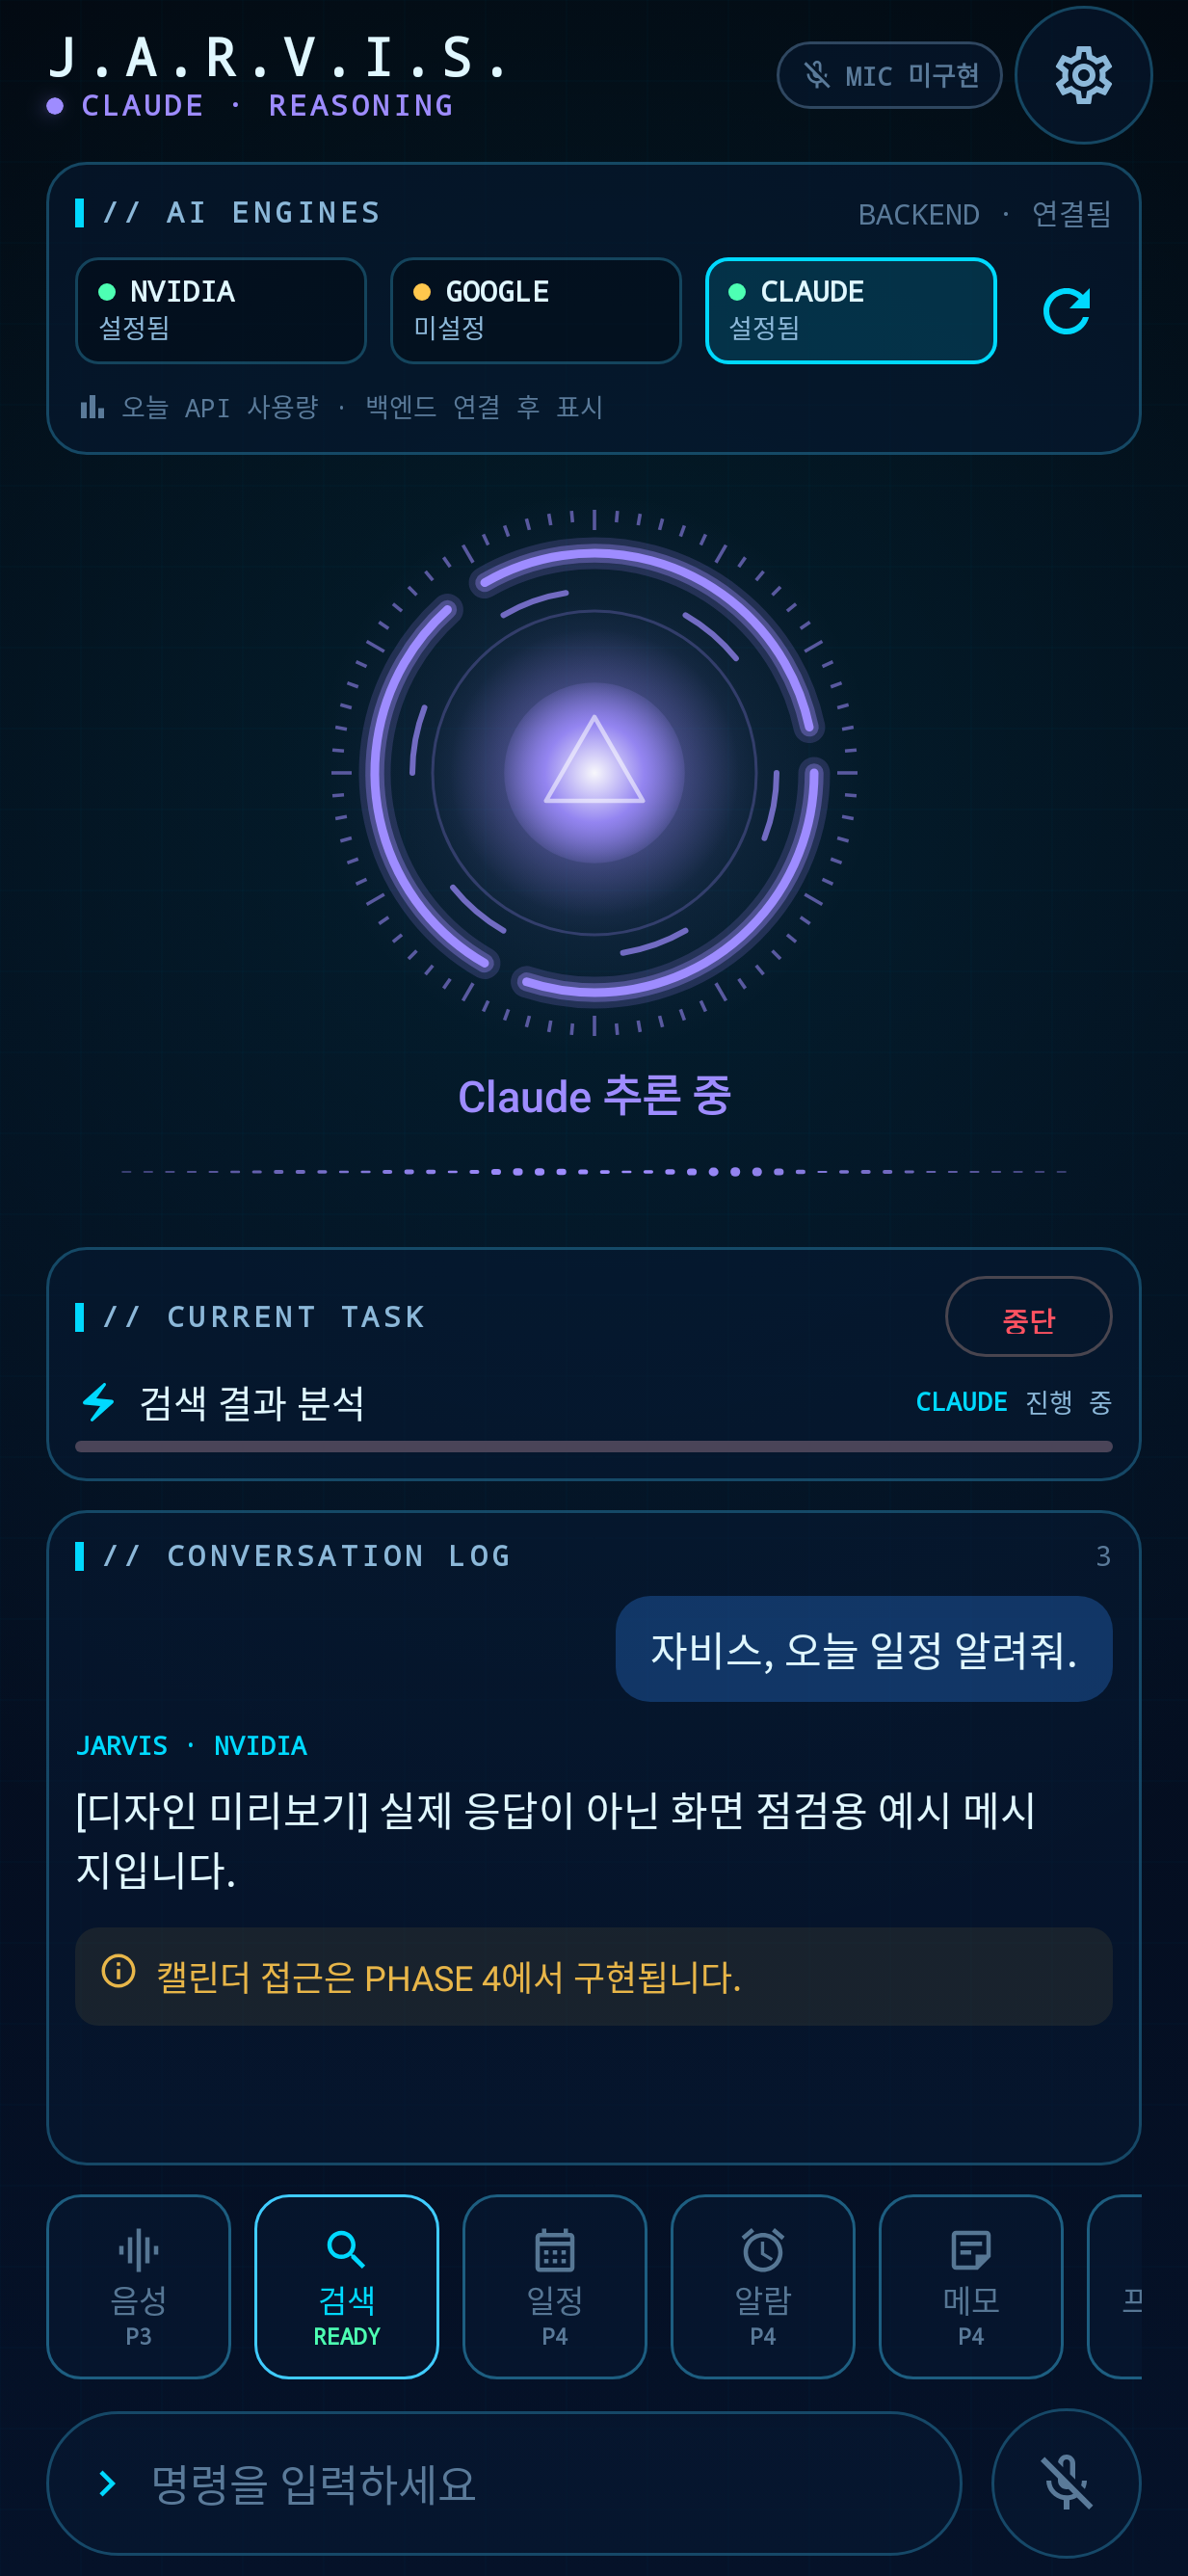 J.A.R.V.I.S.
CLAUDE · REASONING
MIC 미구현
// AI ENGINES
BACKEND · 연결됨
NVIDIA
설정됨
GOOGLE
미설정
CLAUDE
설정됨
오늘 API 사용량 · 백엔드 연결 후 표시
Claude 추론 중
// CURRENT TASK
중단
검색 결과 분석
CLAUDE 진행 중
// CONVERSATION LOG
3
자비스, 오늘 일정 알려줘.
JARVIS · NVIDIA
[디자인 미리보기] 실제 응답이 아닌 화면 점검용 예시 메시
지입니다.
캘린더 접근은 PHASE 4에서 구현됩니다.
음성
P3
검색
READY
일정
P4
알람
P4
메모
P4
명령을 입력하세요